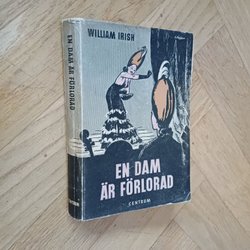 WILLIAM IRISH
EN DAM
ÄR FÖRLORAD
CENTRUM
EN DAM ÄR FÖRLORAD